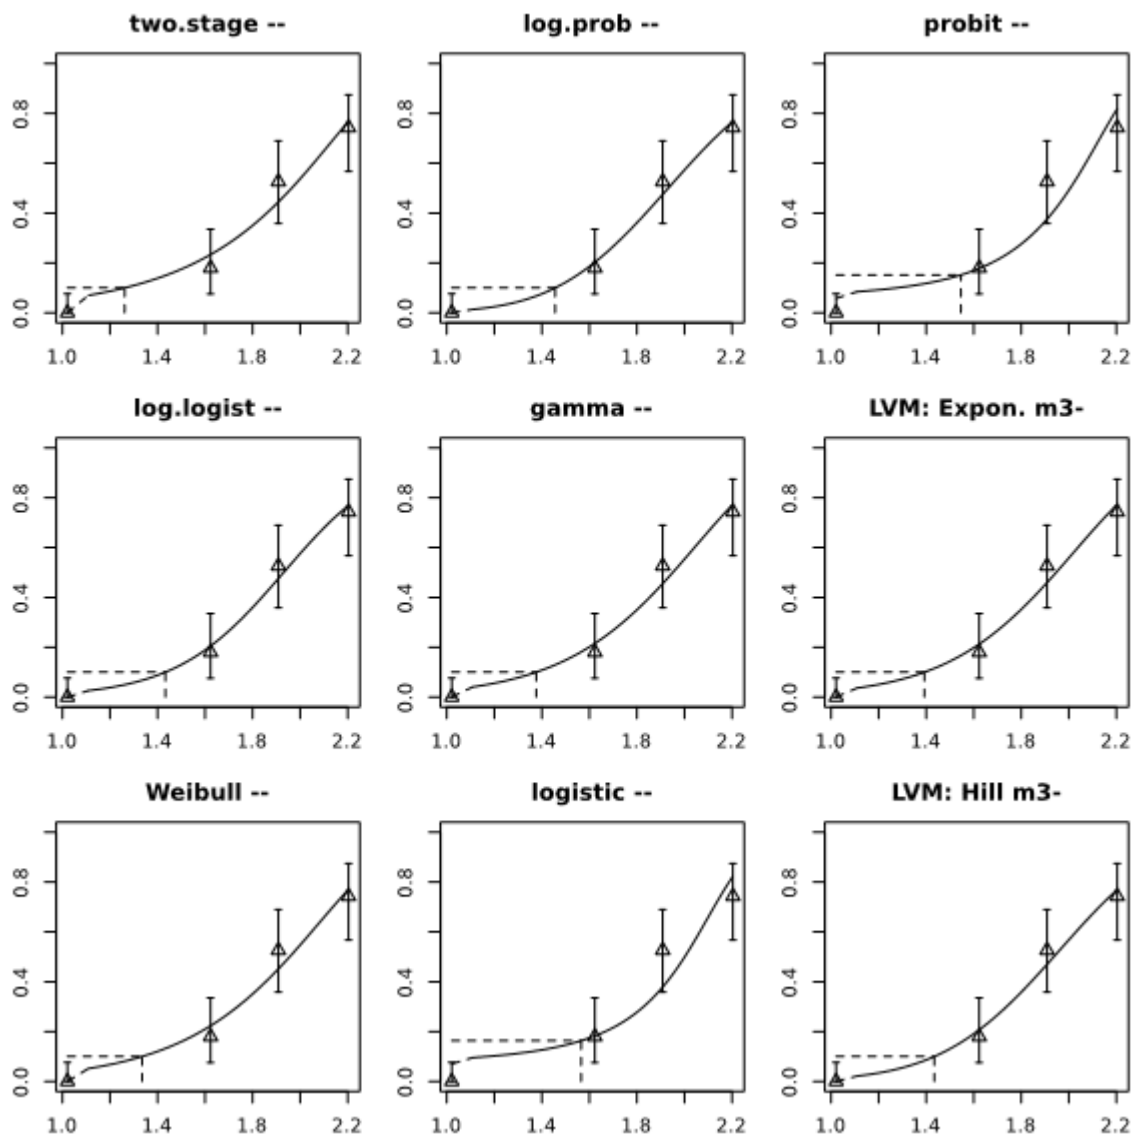 two.stage --
log.prob --
probit --
0.8
0.4
0.0
1.0 1.4 1.8 2.2
0.8
0.4
0.0
1.0 1.4 1.8 2.2
0.8
0.4
0.0
1.0 1.4 1.8 2.2
log.logist --
gamma --
LVM: Expon. m3-
0.8
0.4
0.0
1.0 1.4 1.8 2.2
0.8
0.4
0.0
1.0 1.4 1.8 2.2
0.8
0.4
0.0
1.0 1.4 1.8 2.2
Weibull --
logistic --
LVM: Hill m3-
0.8
0.4
0.0
1.0 1.4 1.8 2.2
0.8
0.4
0.0
1.0 1.4 1.8 2.2
0.8
0.4
0.0
1.0 1.4 1.8 2.2